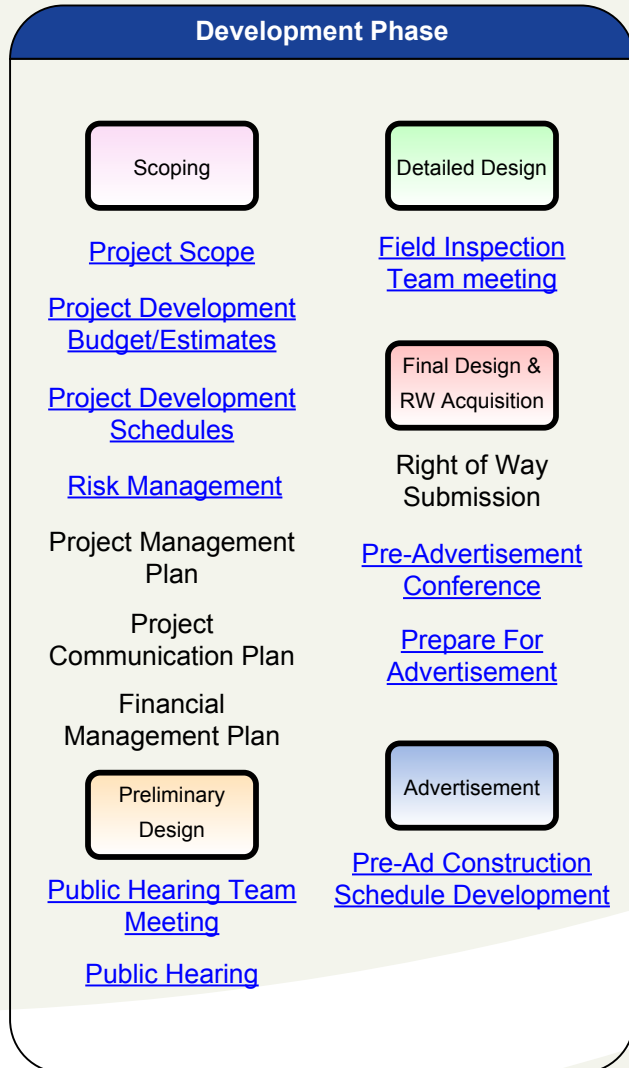 Development Phase
Scoping
Project Scope
Project Development
Budget/Estimates
Project Development
Schedules
Risk Management
Project Management
Plan
Project
Communication Plan
Financial
Management Plan
Preliminary
Design
Public Hearing Team
Meeting
Public Hearing
Detailed Design
Field Inspection
Team meeting
Final Design &
RW Acquisition
Right of Way
Submission
Pre-Advertisement
Conference
Prepare For
Advertisement
Advertisement
Pre-Ad Construction
Schedule Development